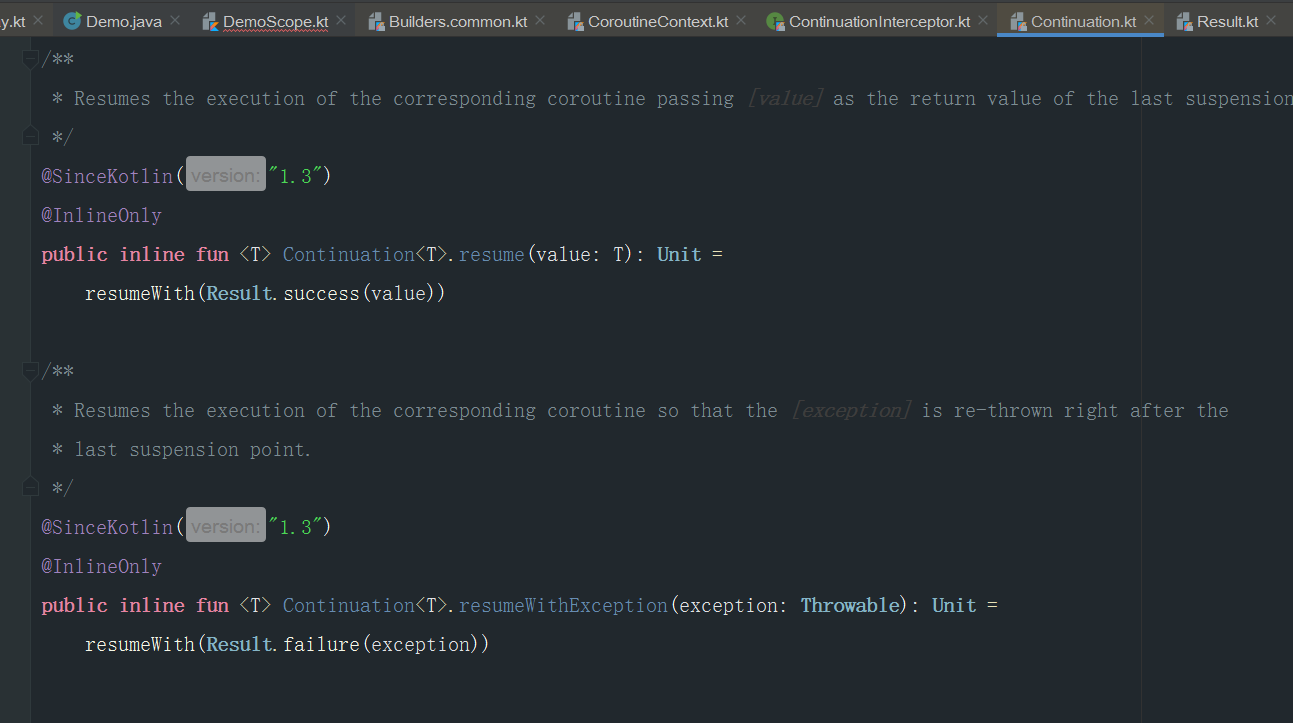 y.kt Demo.java DemoScope.kt Builders.common.kt CoroutineContext.kt ContinuationInterceptor.kt Continuation.kt Result.kt
/**
* Resumes the execution of the corresponding coroutine passing [value] as the return value of the last suspension
*/
@SinceKotlin( version: "1.3")
@InlineOnly
public inline fun <T> Continuation<T>.resume(value: T): Unit =
resumeWith(Result.success(value))
/**
* Resumes the execution of the corresponding coroutine so that the [exception] is re-thrown right after the
* last suspension point.
*/
@SinceKotlin( version: "1.3")
@InlineOnly
public inline fun <T> Continuation<T>.resumeWithException(exception: Throwable): Unit =
resumeWith(Result.failure(exception))